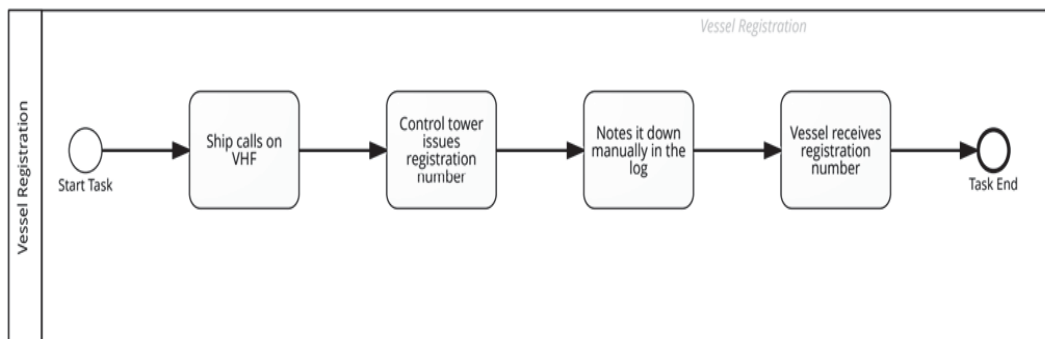 Vessel Registration
Vessel Registration
Start Task
Ship calls on
VHF
Control tower
issues
registration
number
Notes it down
manually in the
log
Vessel receives
registration
number
Task End